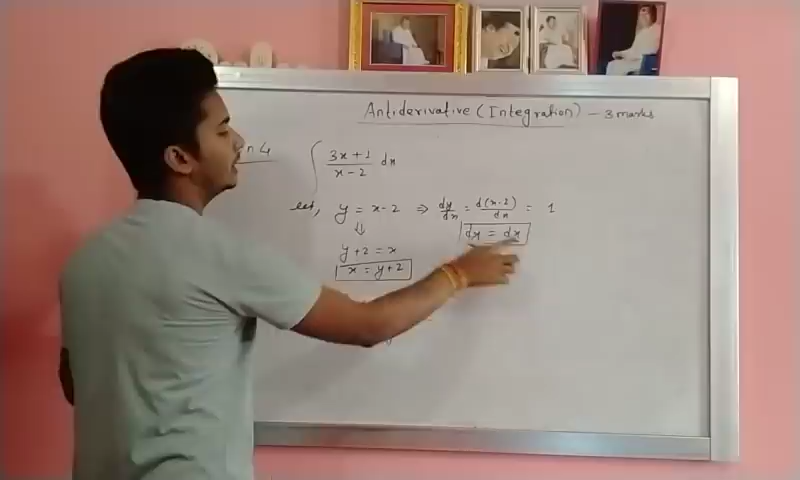 Antiderivative (Integration) - 3 marks
n 4
∫ (3x+1)/(x-2) dx
let, y = x-2 ⇒ dy/dx = d(x-2)/dx = 1
⇓ dy = dx
y+2 = x
x = y+2